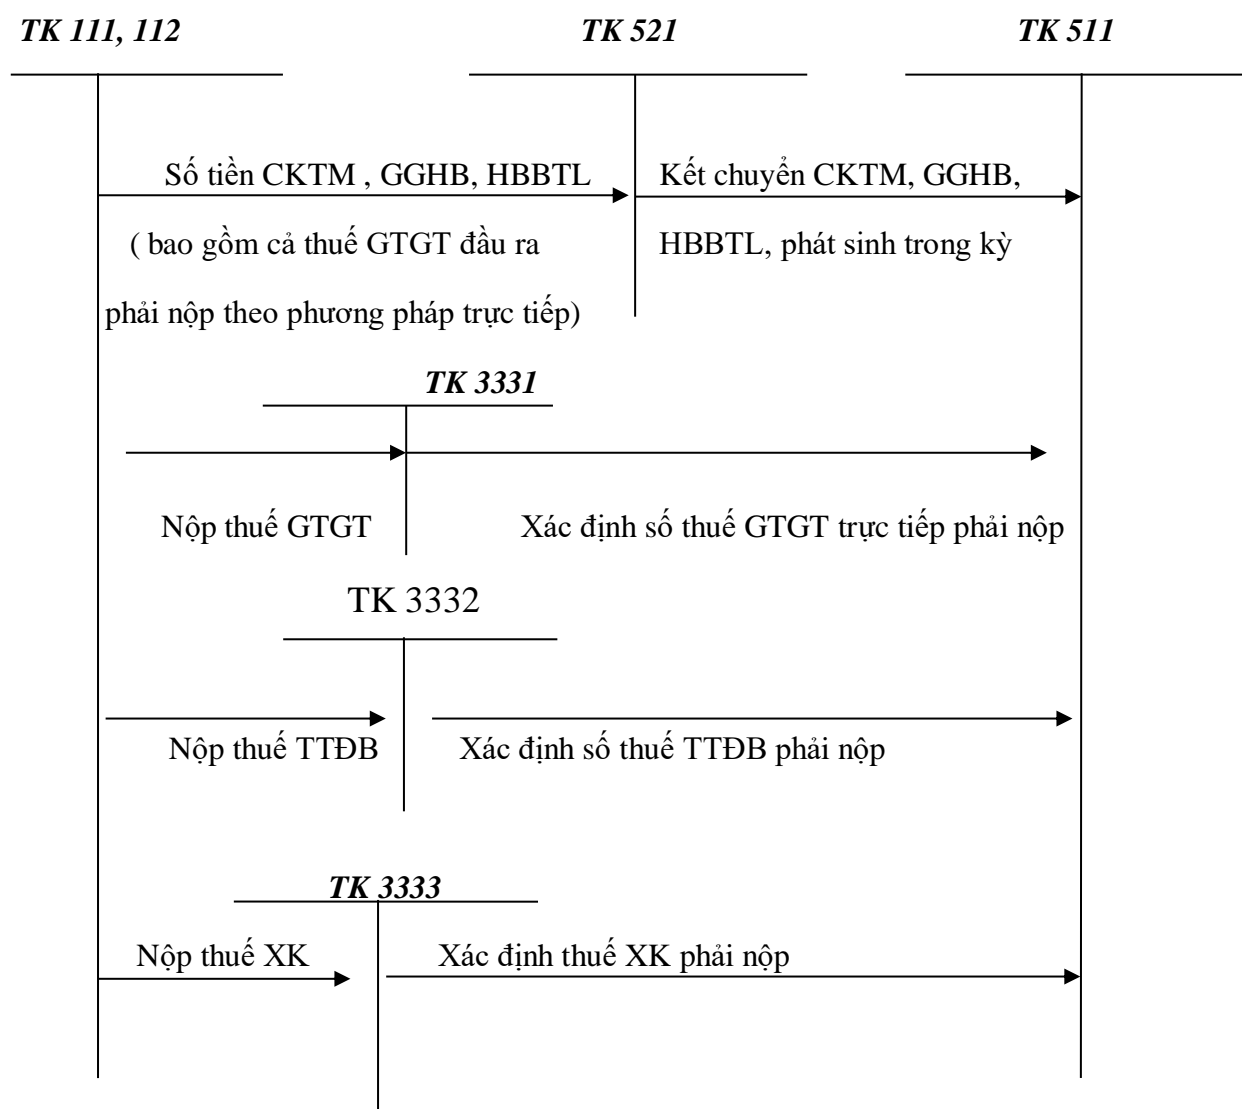 TK 111, 112 TK 521 TK 511
Số tiền CKTM , GGHB, HBBTL Kết chuyển CKTM, GGHB,
( bao gồm cả thuế GTGT đầu ra HBBTL, phát sinh trong kỳ
phải nộp theo phương pháp trực tiếp)
TK 3331
Nộp thuế GTGT Xác định số thuế GTGT trực tiếp phải nộp
TK 3332
Nộp thuế TTĐB Xác định số thuế TTĐB phải nộp
TK 3333
Nộp thuế XK Xác định thuế XK phải nộp